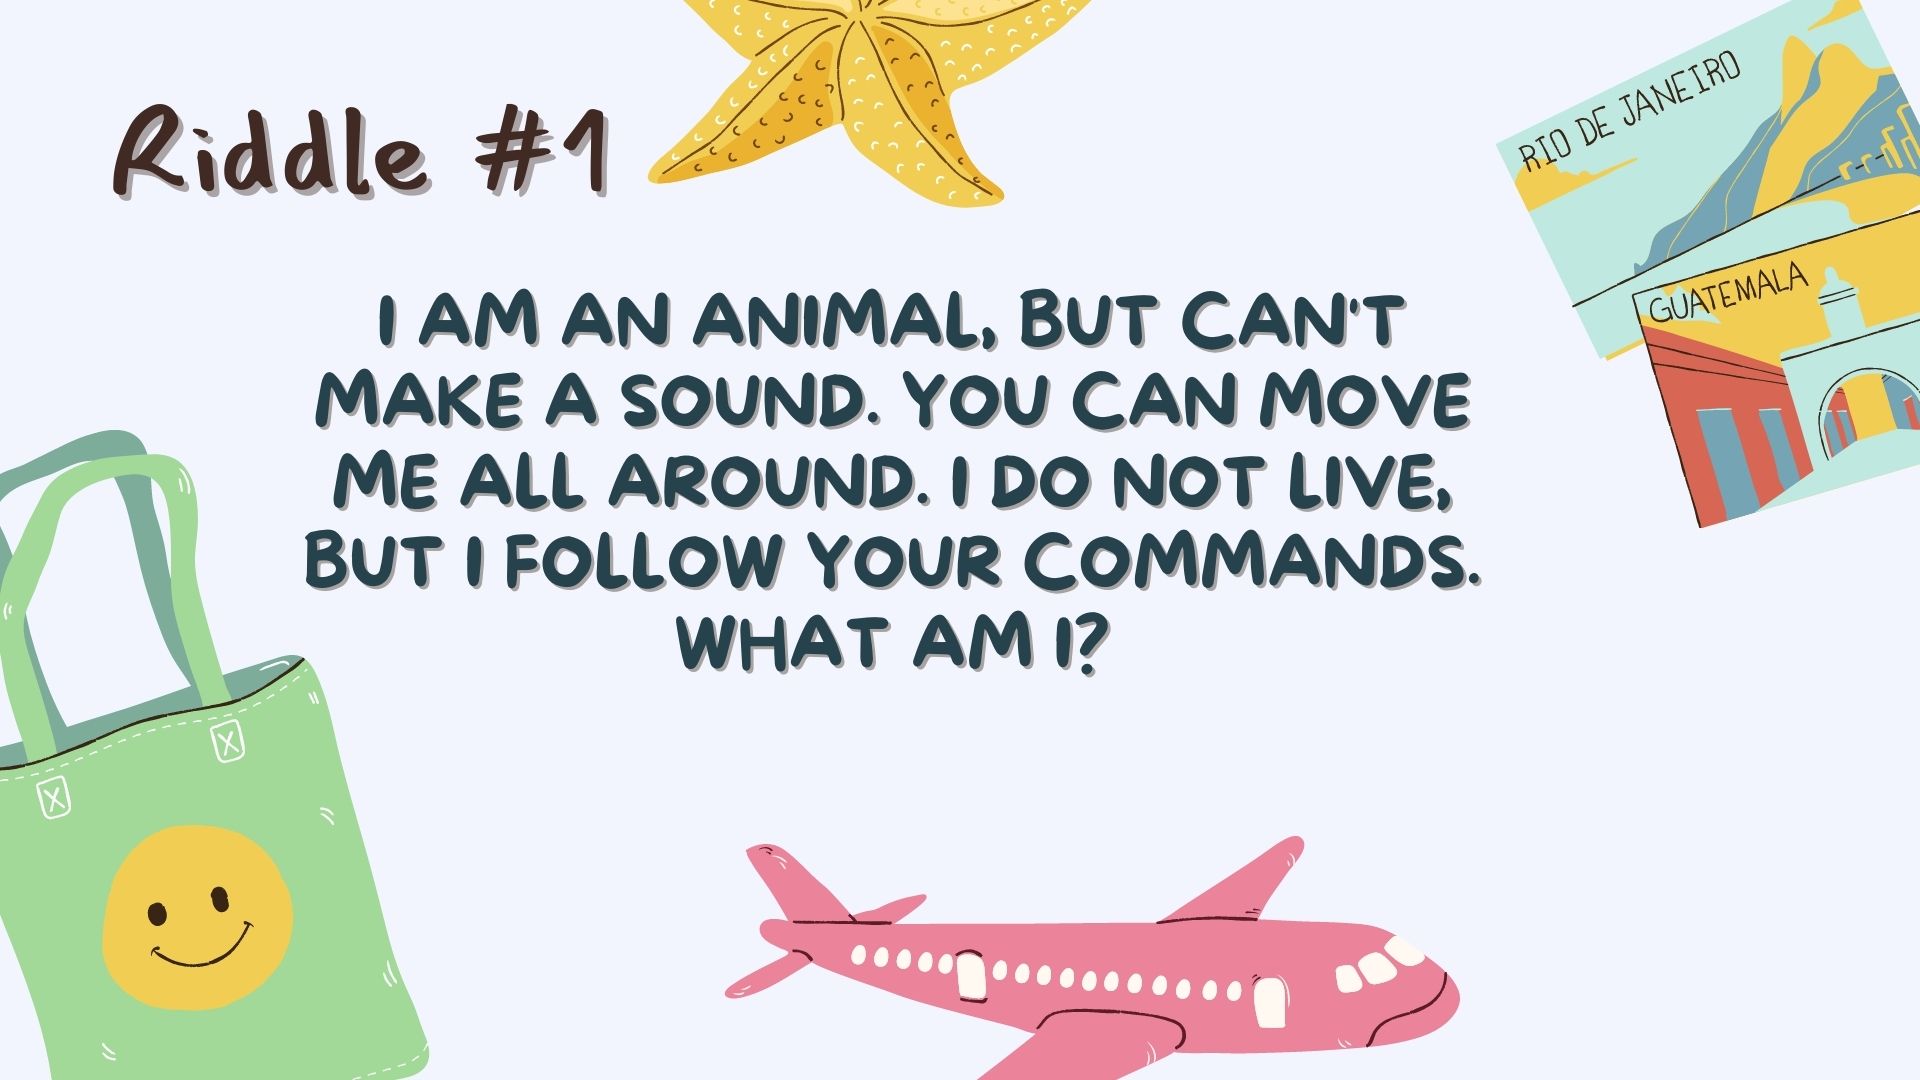 Riddle #1
I AM AN ANIMAL, BUT CAN'T
MAKE A SOUND. YOU CAN MOVE
ME ALL AROUND. I DO NOT LIVE,
BUT I FOLLOW YOUR COMMANDS.
WHAT AM I?
RIO DE JANEIRO
GUATEMALA
X
X